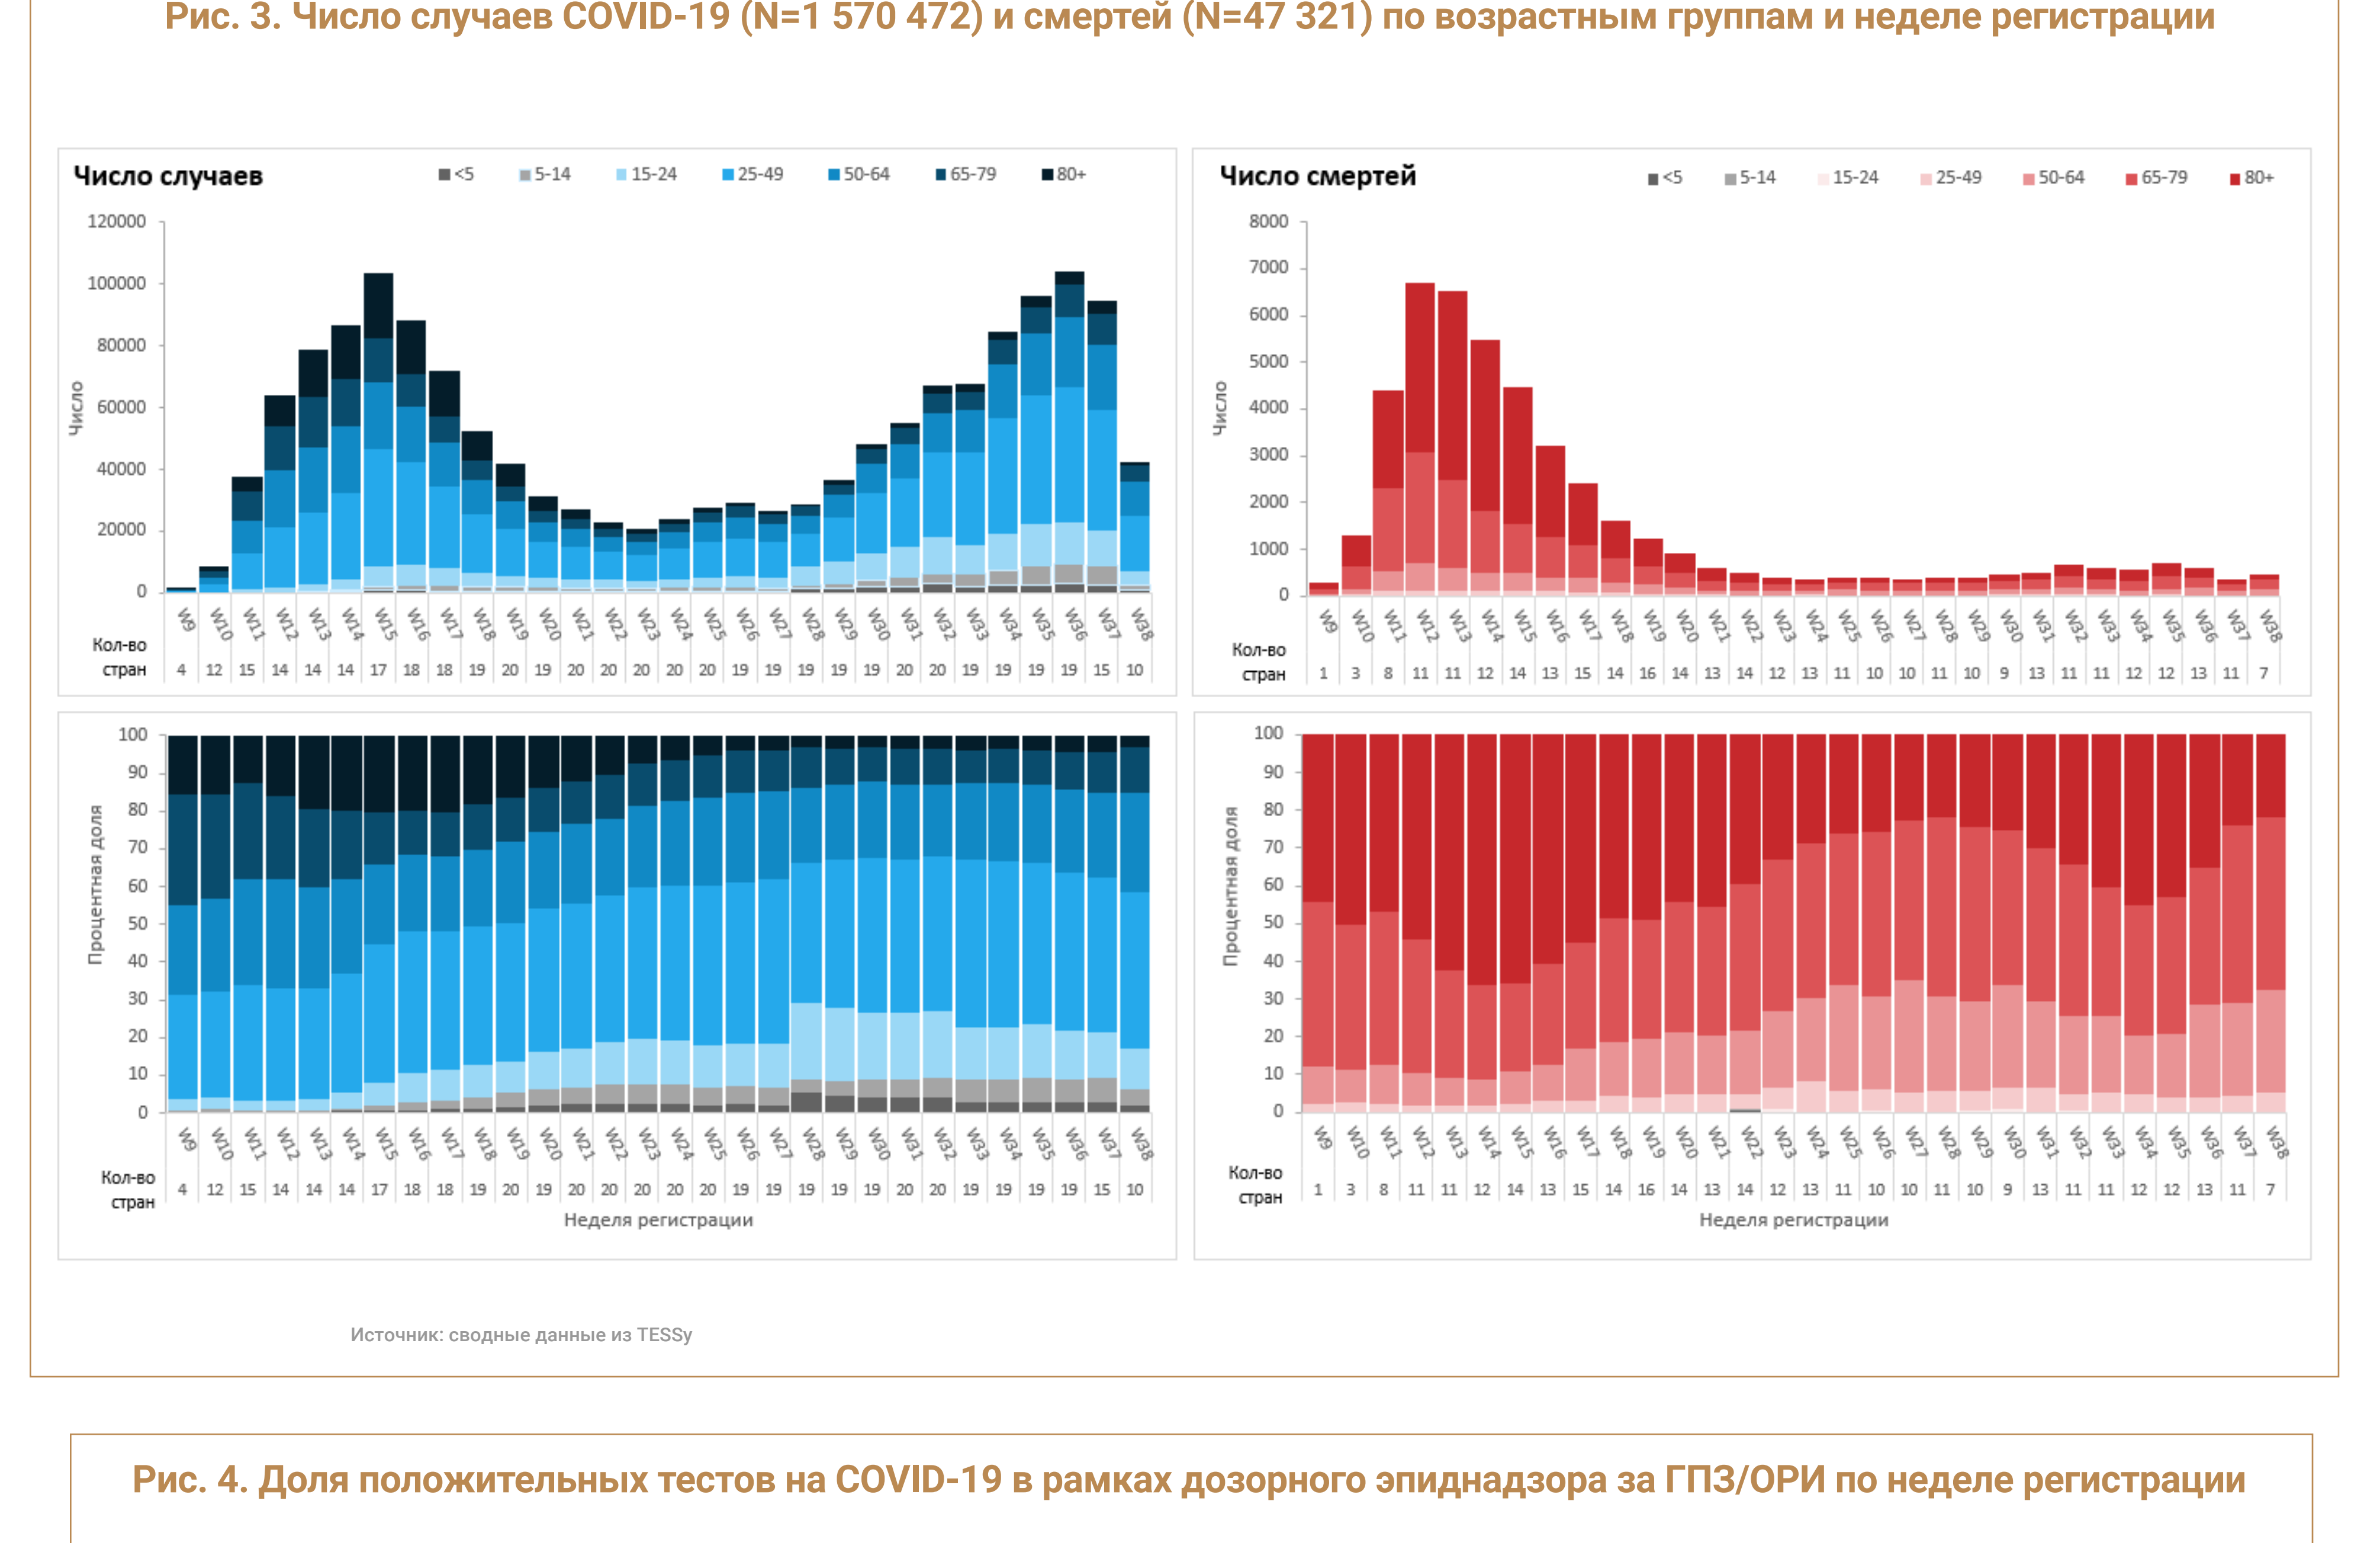 Рис. 3. Число случаев COVID-19 (N=1 570 472) и смертей (N=47 321) по возрастным группам и неделе регистрации
Число случаев
<5 5-14 15-24 25-49 50-64 65-79 80+
120000
100000
80000
60000
40000
20000
0
Число
W9 W10 W11 W12 W13 W14 W15 W16 W17 W18 W19 W20 W21 W22 W23 W24 W25 W26 W27 W28 W29 W30 W31 W32 W33 W34 W35 W36 W37 W38
Кол-во
стран 4 12 15 14 14 14 17 18 18 19 20 19 20 20 20 20 20 19 19 19 19 19 20 20 19 19 19 19 15 10
Число смертей
<5 5-14 15-24 25-49 50-64 65-79 80+
8000
7000
6000
5000
4000
3000
2000
1000
0
Число
W9 W10 W11 W12 W13 W14 W15 W16 W17 W18 W19 W20 W21 W22 W23 W24 W25 W26 W27 W28 W29 W30 W31 W32 W33 W34 W35 W36 W37 W38
Кол-во
стран 1 3 8 11 11 12 14 13 15 14 16 14 13 14 12 13 11 10 10 11 10 9 13 11 11 12 12 13 11 7
100
90
80
70
60
50
40
30
20
10
0
Процентная доля
W9 W10 W11 W12 W13 W14 W15 W16 W17 W18 W19 W20 W21 W22 W23 W24 W25 W26 W27 W28 W29 W30 W31 W32 W33 W34 W35 W36 W37 W38
Кол-во
стран 4 12 15 14 14 14 17 18 18 19 20 19 20 20 20 20 20 19 19 19 19 19 20 20 19 19 19 19 15 10
Неделя регистрации
100
90
80
70
60
50
40
30
20
10
0
Процентная доля
W9 W10 W11 W12 W13 W14 W15 W16 W17 W18 W19 W20 W21 W22 W23 W24 W25 W26 W27 W28 W29 W30 W31 W32 W33 W34 W35 W36 W37 W38
Кол-во
стран 1 3 8 11 11 12 14 13 15 14 16 14 13 14 12 13 11 10 10 11 10 9 13 11 11 12 12 13 11 7
Неделя регистрации
Источник: сводные данные из TESSy
Рис. 4. Доля положительных тестов на COVID-19 в рамках дозорного эпиднадзора за ГПЗ/ОРИ по неделе регистрации